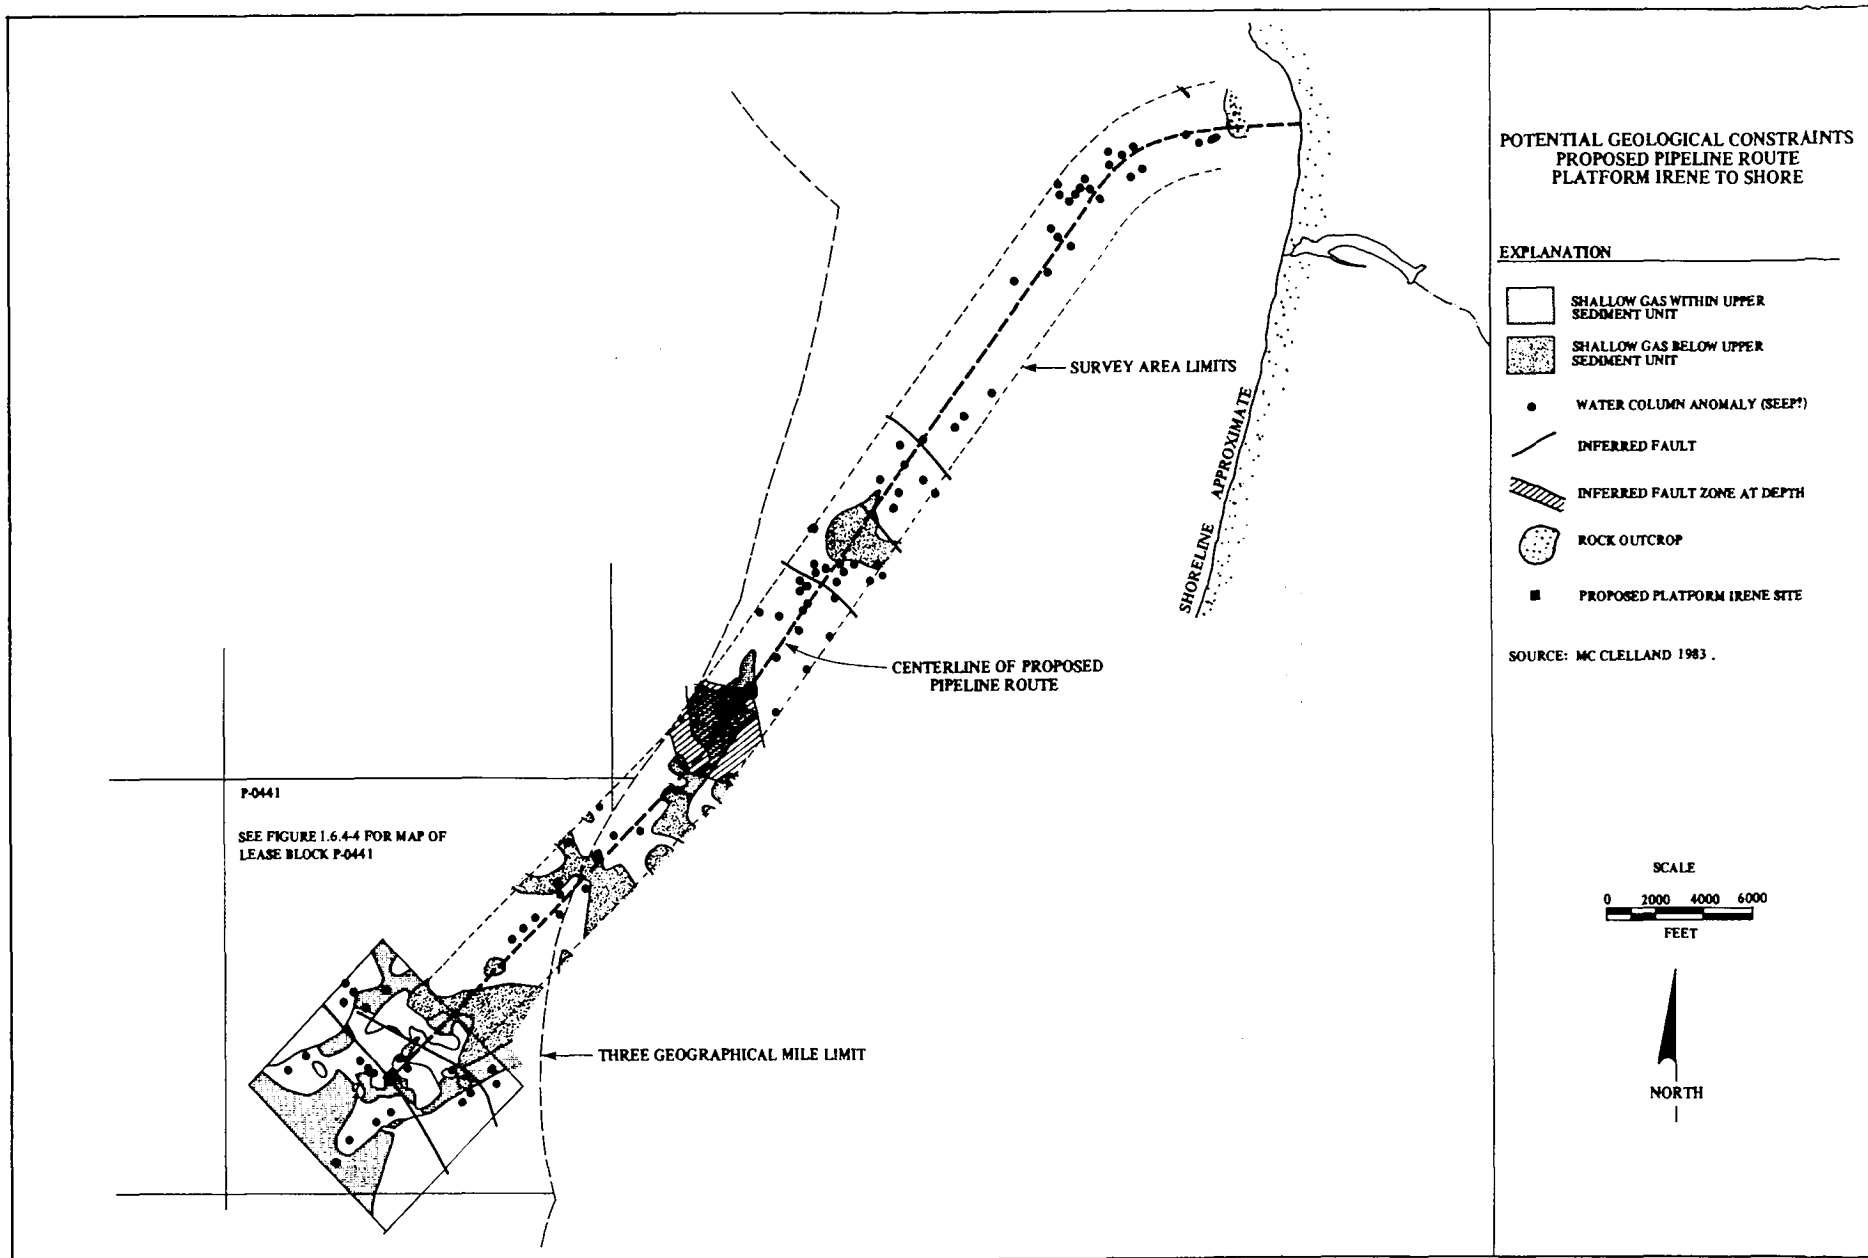 POTENTIAL GEOLOGICAL CONSTRAINTS
PROPOSED PIPELINE ROUTE
PLATFORM IRENE TO SHORE
EXPLANATION
SHALLOW GAS WITHIN UPPER
SEDIMENT UNIT
SHALLOW GAS BELOW UPPER
SEDIMENT UNIT
WATER COLUMN ANOMALY (SEEP?)
INFERRED FAULT
INFERRED FAULT ZONE AT DEPTH
ROCK OUTCROP
PROPOSED PLATFORM IRENE SITE
SOURCE: MC CLELLAND 1983 .
SURVEY AREA LIMITS
SHORELINE APPROXIMATE
CENTERLINE OF PROPOSED
PIPELINE ROUTE
P-0441
SEE FIGURE 1.6.4-4 FOR MAP OF
LEASE BLOCK P-0441
THREE GEOGRAPHICAL MILE LIMIT
SCALE
0 2000 4000 6000
FEET
NORTH